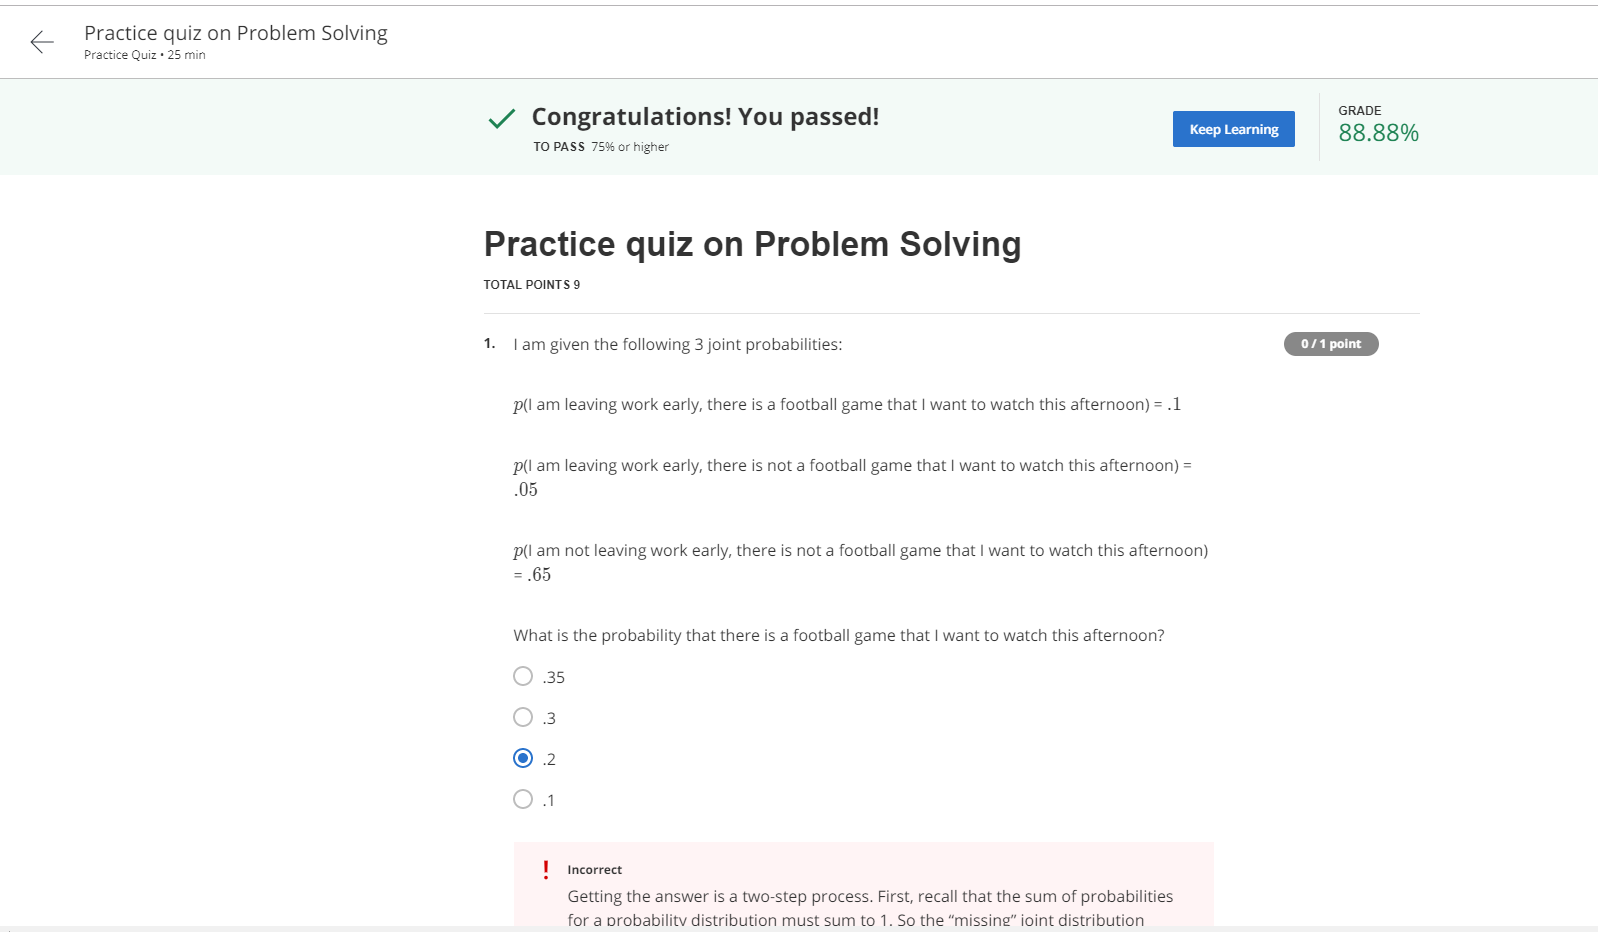 Practice quiz on Problem Solving
Practice Quiz • 25 min
Congratulations! You passed!
TO PASS 75% or higher
Keep Learning
GRADE
88.88%
Practice quiz on Problem Solving
TOTAL POINTS 9
1. I am given the following 3 joint probabilities:
0 / 1 point
p(I am leaving work early, there is a football game that I want to watch this afternoon) = .1
p(I am leaving work early, there is not a football game that I want to watch this afternoon) =
.05
p(I am not leaving work early, there is not a football game that I want to watch this afternoon)
= .65
What is the probability that there is a football game that I want to watch this afternoon?
.35
.3
.2
.1
! Incorrect
Getting the answer is a two-step process. First, recall that the sum of probabilities
for a probability distribution must sum to 1. So the “missing” joint distribution